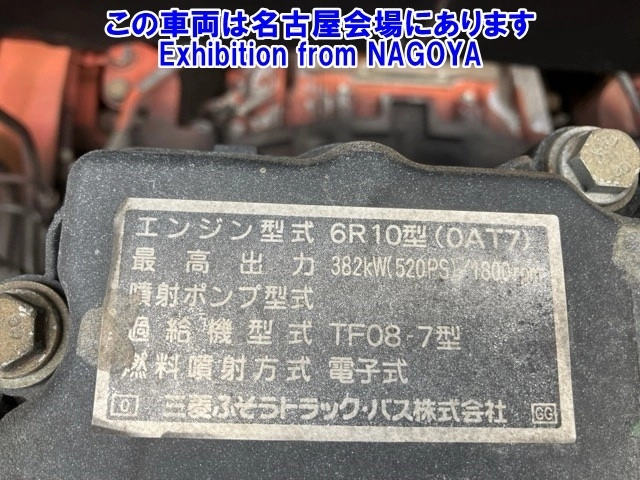 この車両は名古屋会場にあります
Exhibition from NAGOYA
エンジン型式 6R10型(0AT7)
最高出力 382kW(520PS)/1800rpm
噴射ポンプ型式
過給機型式 TF08-7型
燃料噴射方式 電子式
0 三菱ふそうトラック・バス株式会社 GG